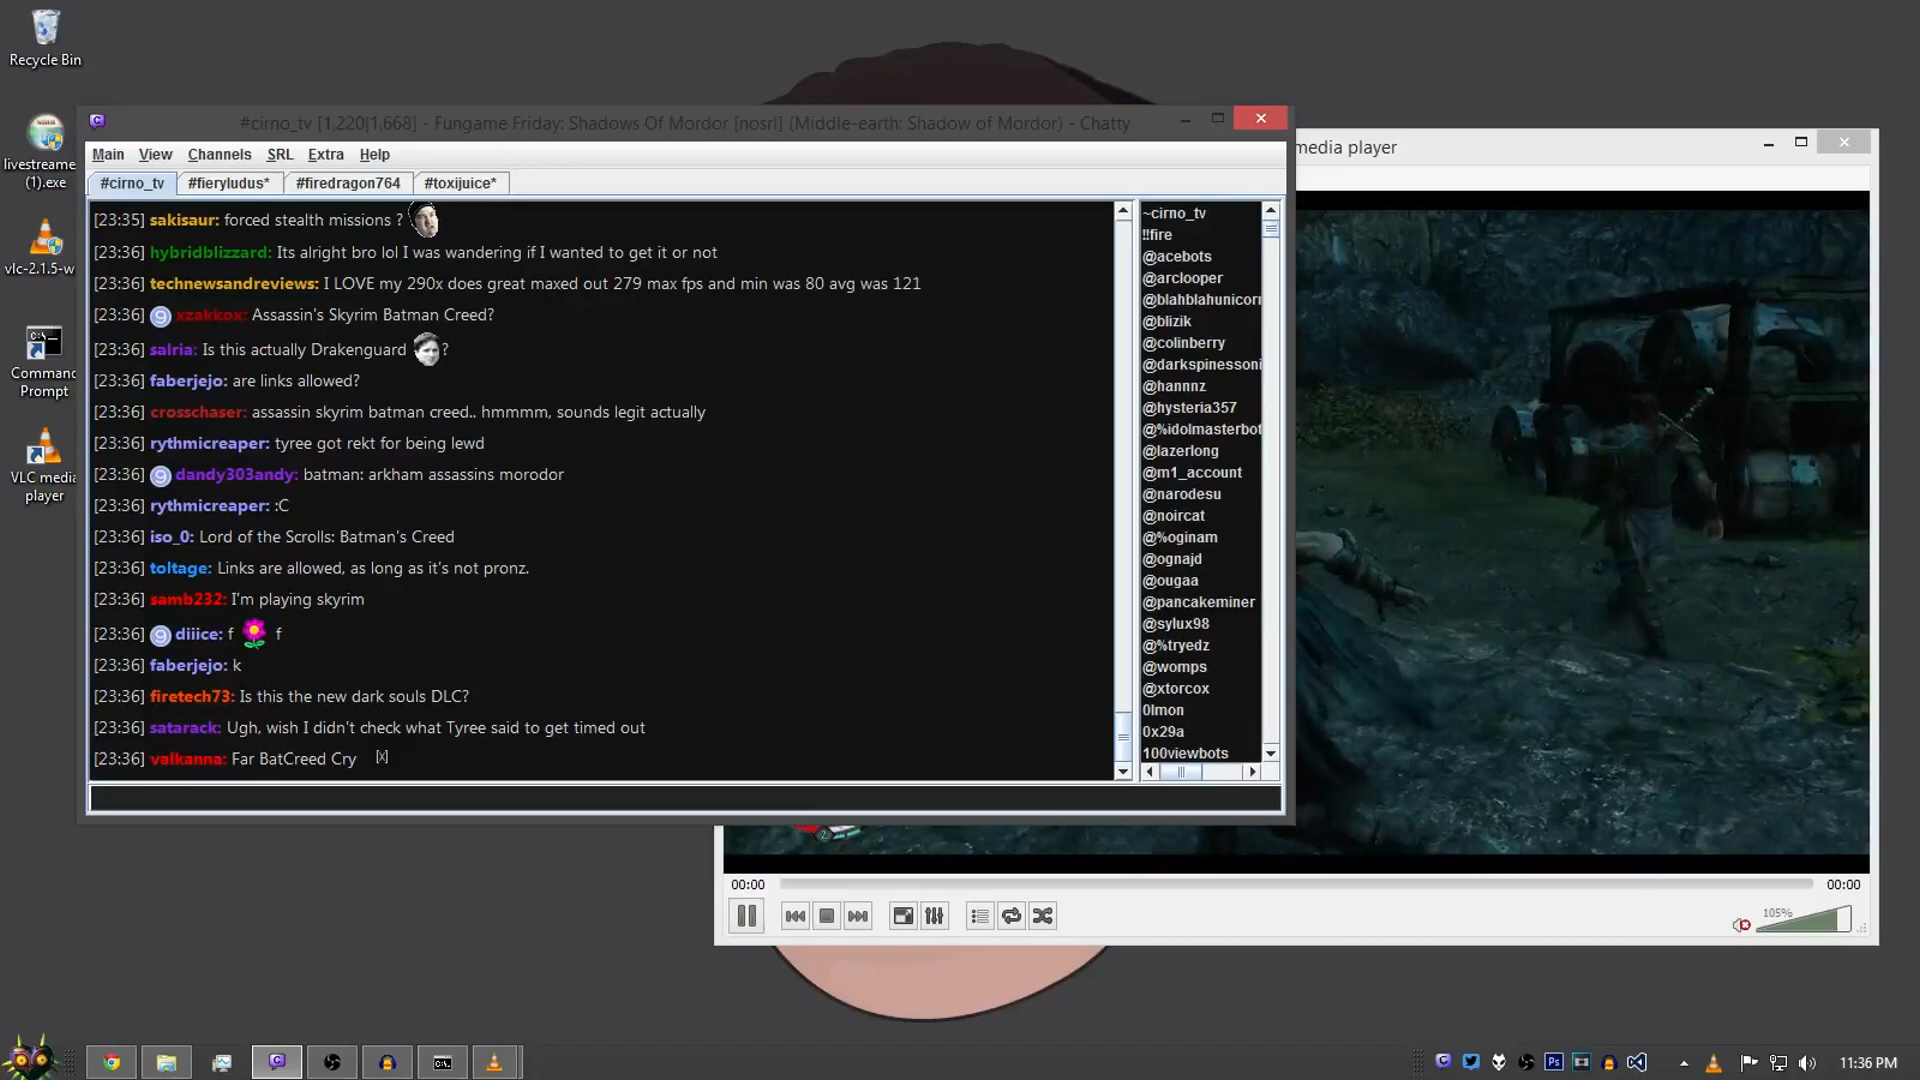 Recycle Bin
livestreame
(1).exe
vlc-2.1.5-w
Command
Prompt
VLC media
player
#cirno_tv [1,220|1,668] - Fungame Friday: Shadows Of Mordor [nosrl] (Middle-earth: Shadow of Mordor) - Chatty
Main View Channels SRL Extra Help
#cirno_tv #fieryludus* #firedragon764 #toxijuice*
[23:35] sakisaur: forced stealth missions ?
[23:36] hybridblizzard: Its alright bro lol I was wandering if I wanted to get it or not
[23:36] technewsandreviews: I LOVE my 290x does great maxed out 279 max fps and min was 80 avg was 121
[23:36] 9 xzakkox: Assassin's Skyrim Batman Creed?
[23:36] salria: Is this actually Drakenguard ?
[23:36] faberjejo: are links allowed?
[23:36] crosschaser: assassin skyrim batman creed.. hmmmm, sounds legit actually
[23:36] rythmicreaper: tyree got rekt for being lewd
[23:36] 9 dandy303andy: batman: arkham assassins morodor
[23:36] rythmicreaper: :C
[23:36] iso_0: Lord of the Scrolls: Batman's Creed
[23:36] toltage: Links are allowed, as long as it's not pronz.
[23:36] samb232: I'm playing skyrim
[23:36] 9 diiice: f f
[23:36] faberjejo: k
[23:36] firetech73: Is this the new dark souls DLC?
[23:36] satarack: Ugh, wish I didn't check what Tyree said to get timed out
[23:36] valkanna: Far BatCreed Cry [X]
~cirno_tv
!!fire
@acebots
@arclooper
@blahblahunicorn
@blizik
@colinberry
@darkspinessoni
@hannnz
@hysteria357
@%idolmasterbot
@lazerlong
@m1_account
@narodesu
@noircat
@%oginam
@ognajd
@ougaa
@pancakeminer
@sylux98
@%tryedz
@womps
@xtorcox
0lmon
0x29a
100viewbots
media player
00:00
00:00
105%
11:36 PM